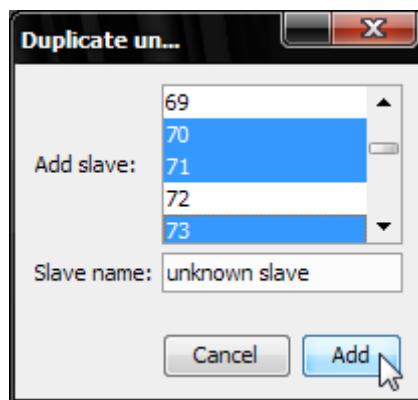 Duplicate un...
69
70
Add slave: 71
72
73
Slave name: unknown slave
Cancel Add